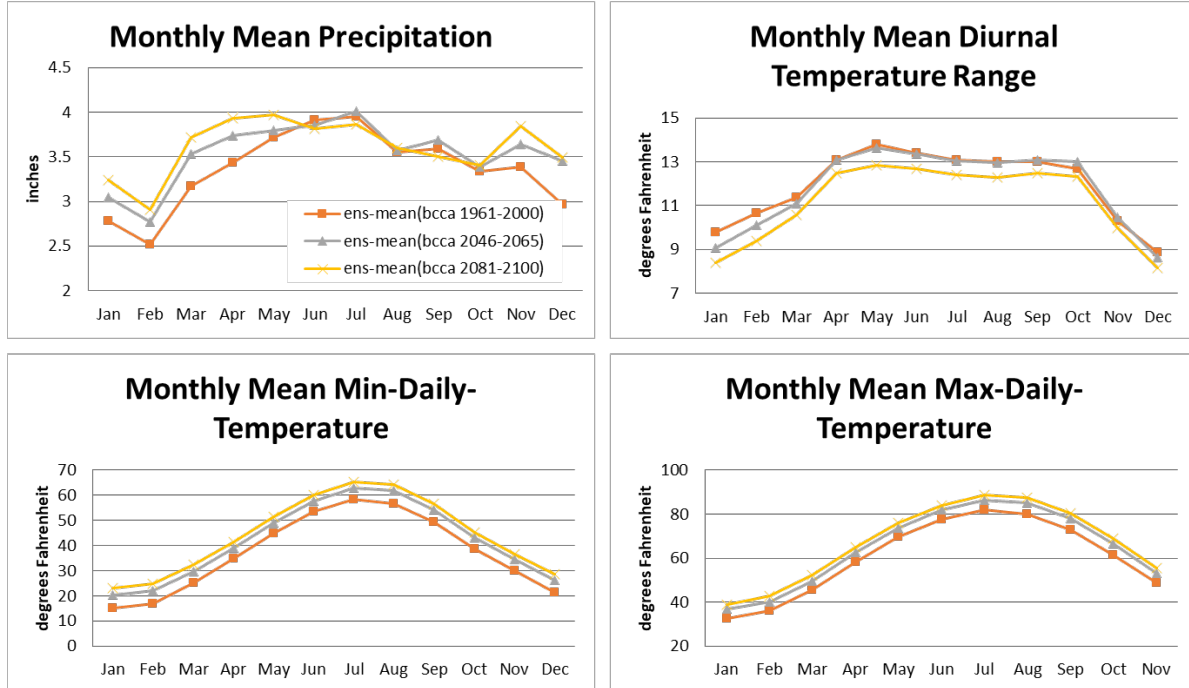 Monthly Mean Precipitation
4.5
4
3.5
3
2.5
2
inches
ens-mean(bcca 1961-2000)
ens-mean(bcca 2046-2065)
ens-mean(bcca 2081-2100)
Jan Feb Mar Apr May Jun Jul Aug Sep Oct Nov Dec
Monthly Mean Diurnal
Temperature Range
15
13
11
9
7
degrees Fahrenheit
Jan Feb Mar Apr May Jun Jul Aug Sep Oct Nov Dec
Monthly Mean Min-Daily-
Temperature
70
60
50
40
30
20
10
0
degrees Fahrenheit
Jan Feb Mar Apr May Jun Jul Aug Sep Oct Nov Dec
Monthly Mean Max-Daily-
Temperature
100
80
60
40
20
degrees Fahrenheit
Jan Feb Mar Apr May Jun Jul Aug Sep Oct Nov